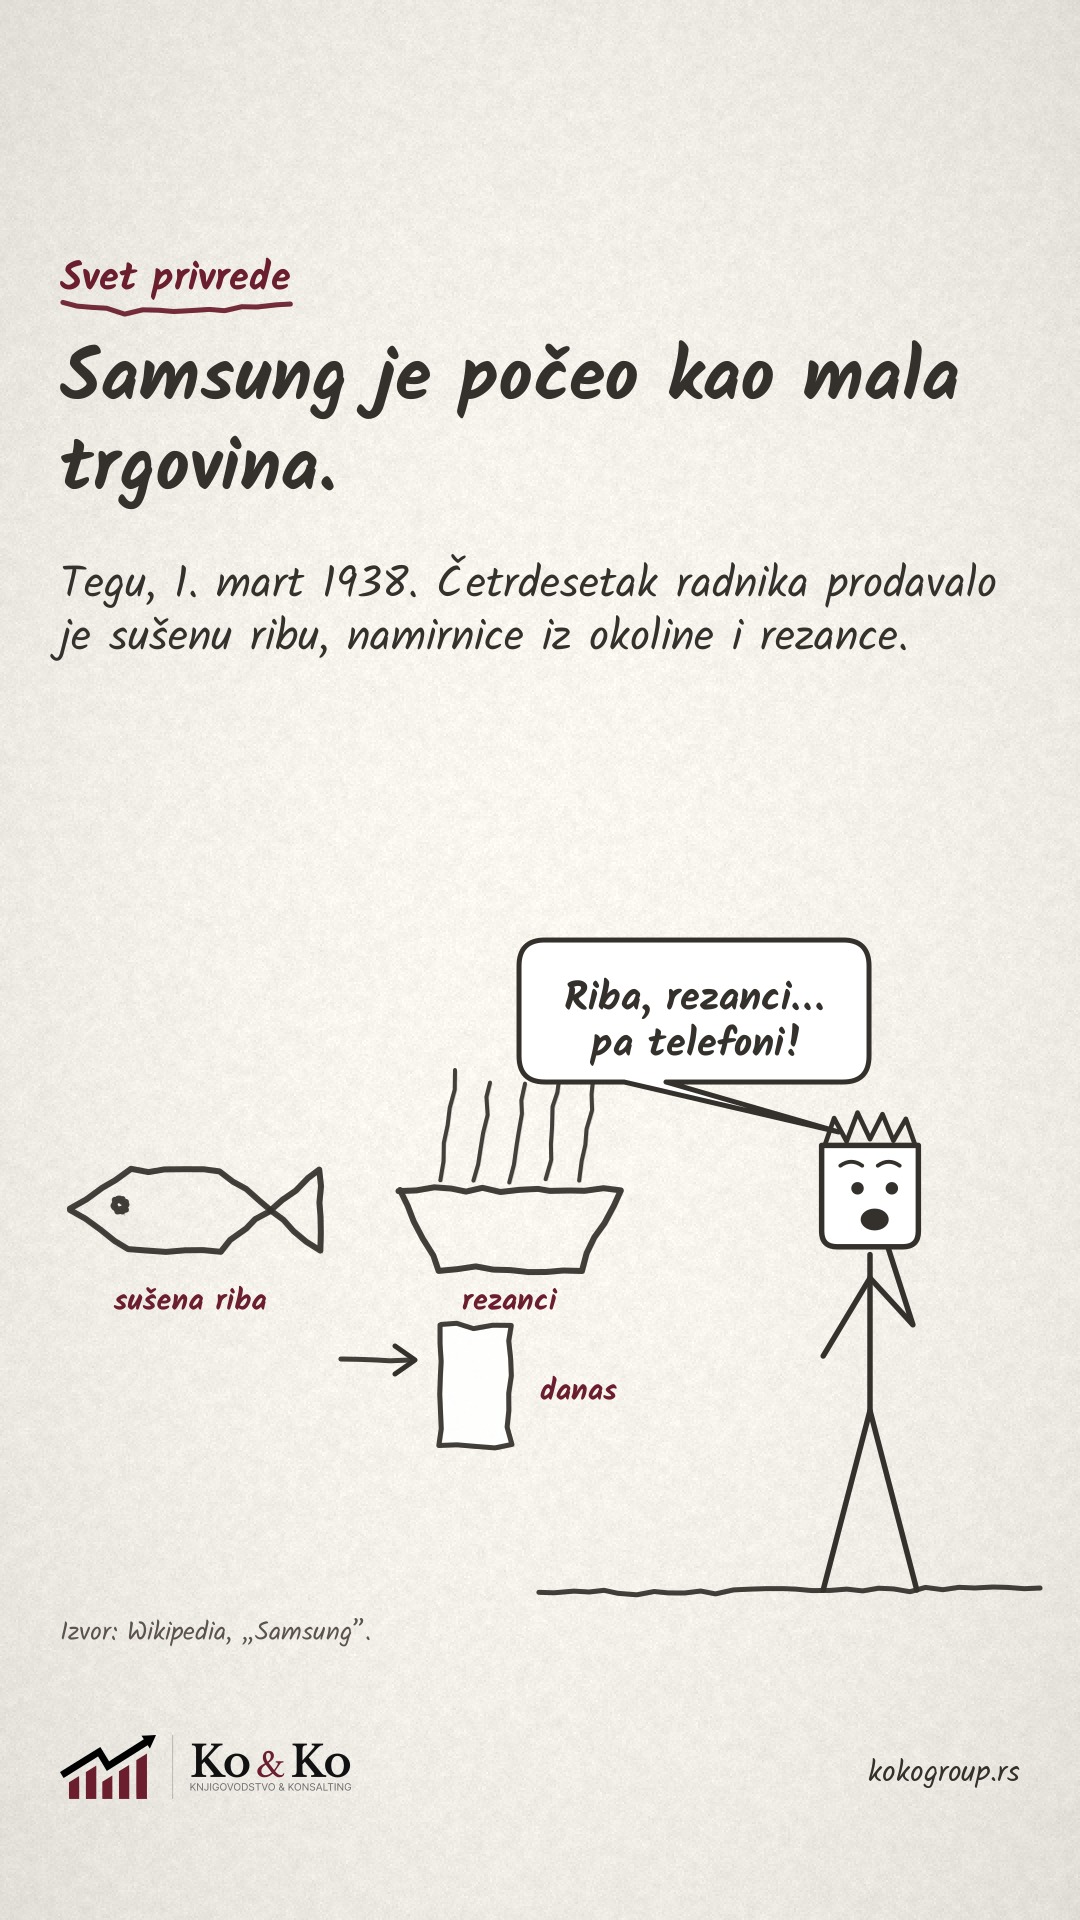 Svet privrede
Samsung je počeo kao mala
trgovina.
Tegu, 1. mart 1938. Četrdesetak radnika prodavalo
je sušenu ribu, namirnice iz okoline i rezance.
Riba, rezanci...
pa telefoni!
sušena riba
rezanci
danas
Izvor: Wikipedia, „Samsung”.
Ko & Ko
KNJIGOVODSTVO & KONSALTING
kokogroup.rs